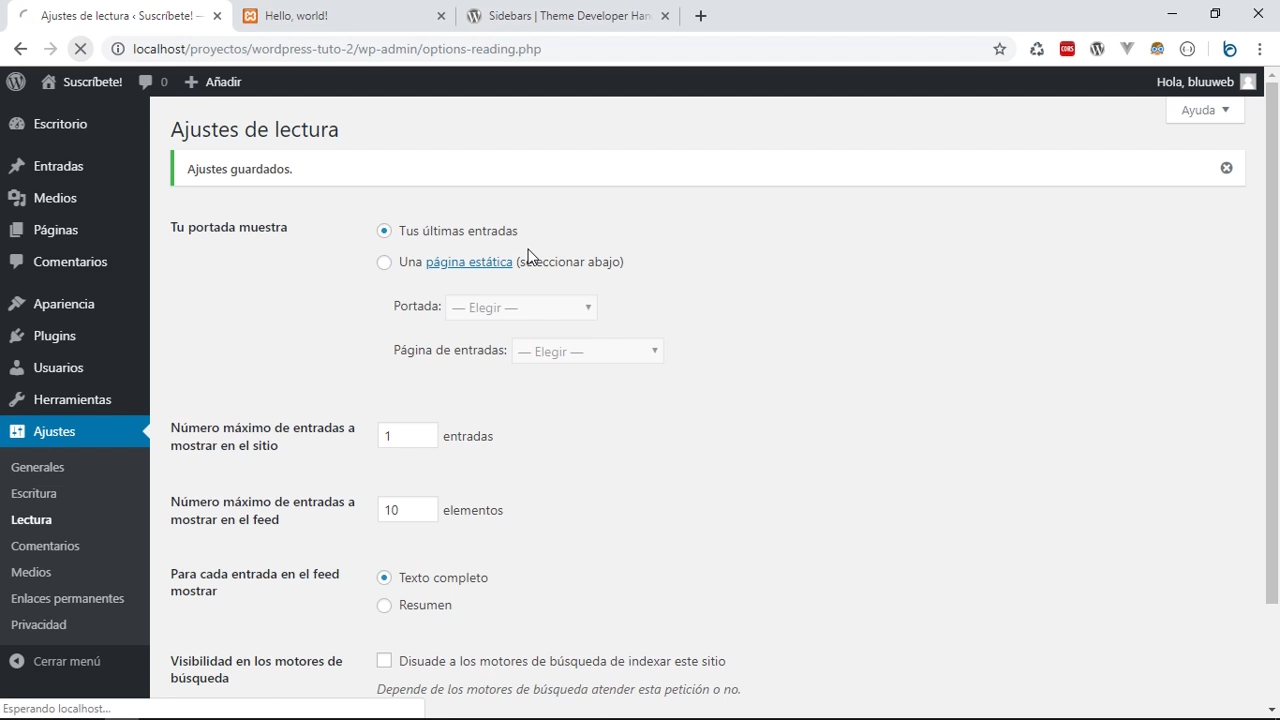 Ajustes de lectura ‹ Suscríbete! —
Hello, world!
Sidebars | Theme Developer Han
localhost/proyectos/wordpress-tuto-2/wp-admin/options-reading.php
CORS
Suscríbete!
0
Añadir
Hola, bluuweb
Escritorio
Entradas
Medios
Páginas
Comentarios
Apariencia
Plugins
Usuarios
Herramientas
Ajustes
Generales
Escritura
Lectura
Comentarios
Medios
Enlaces permanentes
Privacidad
Cerrar menú
Ayuda
Ajustes de lectura
Ajustes guardados.
Tu portada muestra
Tus últimas entradas
Una página estática (seleccionar abajo)
Portada: — Elegir —
Página de entradas: — Elegir —
Número máximo de entradas a
mostrar en el sitio
1 entradas
Número máximo de entradas a
mostrar en el feed
10 elementos
Para cada entrada en el feed
mostrar
Texto completo
Resumen
Visibilidad en los motores de
búsqueda
Disuade a los motores de búsqueda de indexar este sitio
Depende de los motores de búsqueda atender esta petición o no.
Esperando localhost...